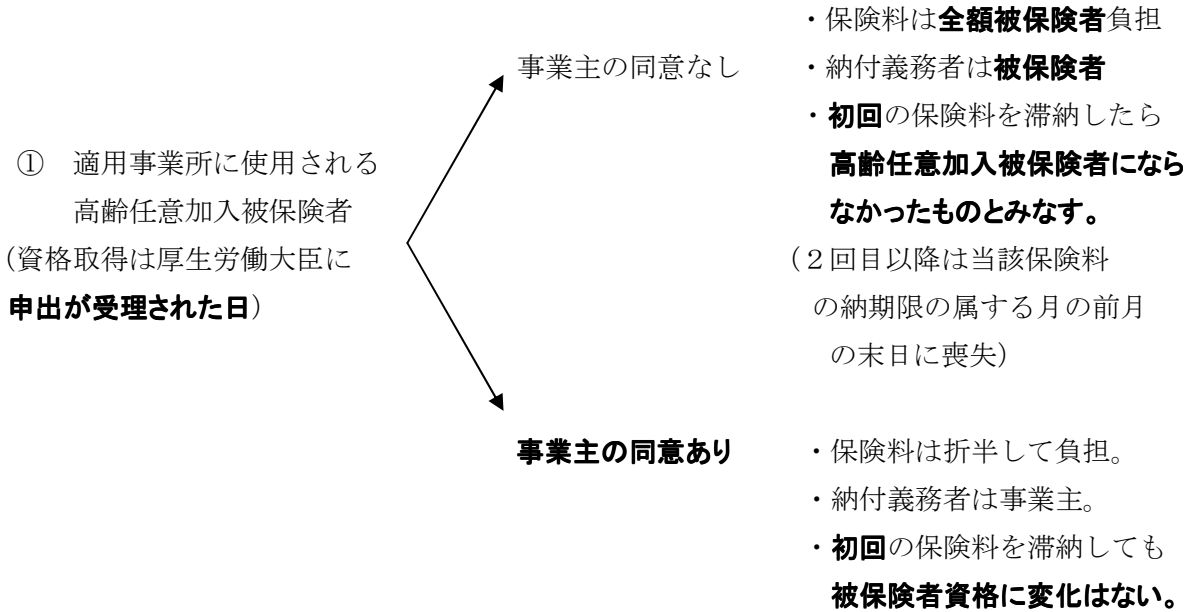 ①　適用事業所に使用される
高齢任意加入被保険者
（資格取得は厚生労働大臣に
申出が受理された日）
事業主の同意なし
・保険料は全額被保険者負担
・納付義務者は被保険者
・初回の保険料を滞納したら
高齢任意加入被保険者になら
なかったものとみなす。
（２回目以降は当該保険料
の納期限の属する月の前月
の末日に喪失）
事業主の同意あり
・保険料は折半して負担。
・納付義務者は事業主。
・初回の保険料を滞納しても
被保険者資格に変化はない。